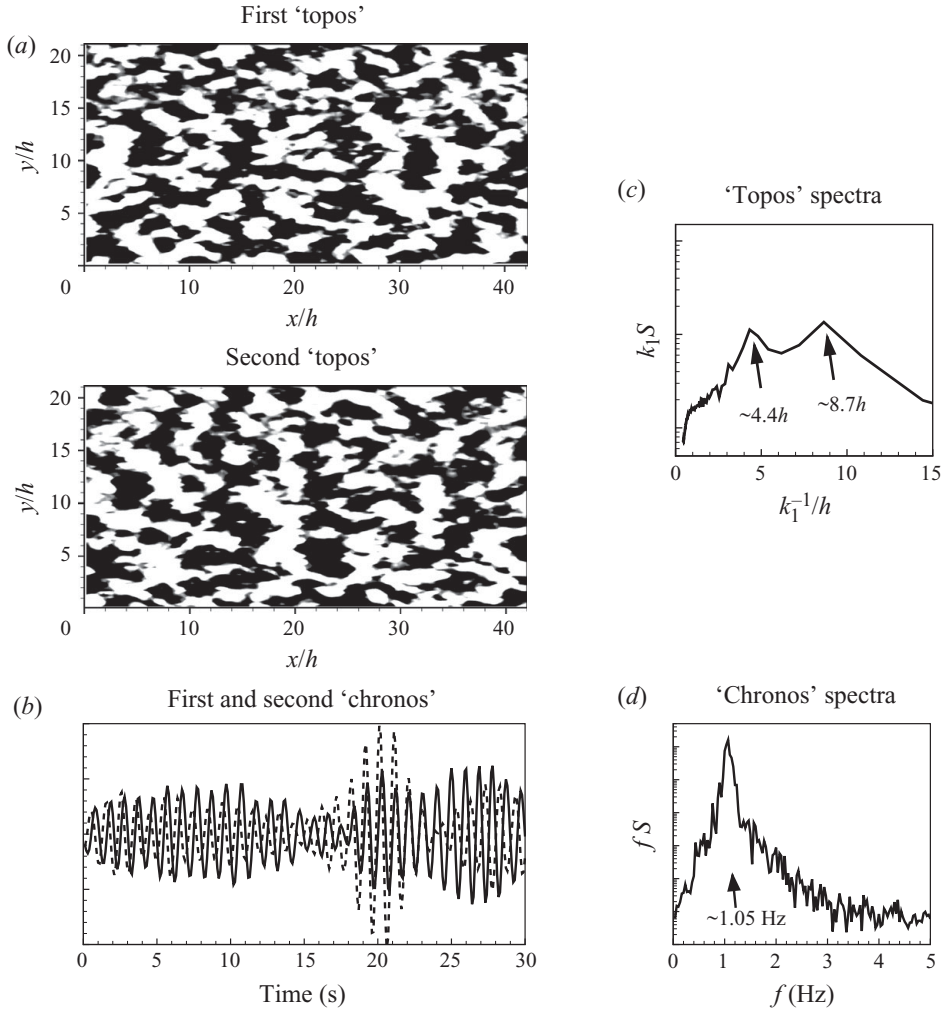 First ‘topos’
(a)
20
15
10
5
0
y/h
10
20
30
40
x/h
Second ‘topos’
20
15
10
5
0
y/h
10
20
30
40
x/h
(b)
First and second ‘chronos’
0
5
10
15
20
25
30
Time (s)
(c)
‘Topos’ spectra
k₁S
~4.4h
~8.7h
0
5
10
15
k₁⁻¹/h
(d)
‘Chronos’ spectra
f S
~1.05 Hz
0
1
2
3
4
5
f (Hz)